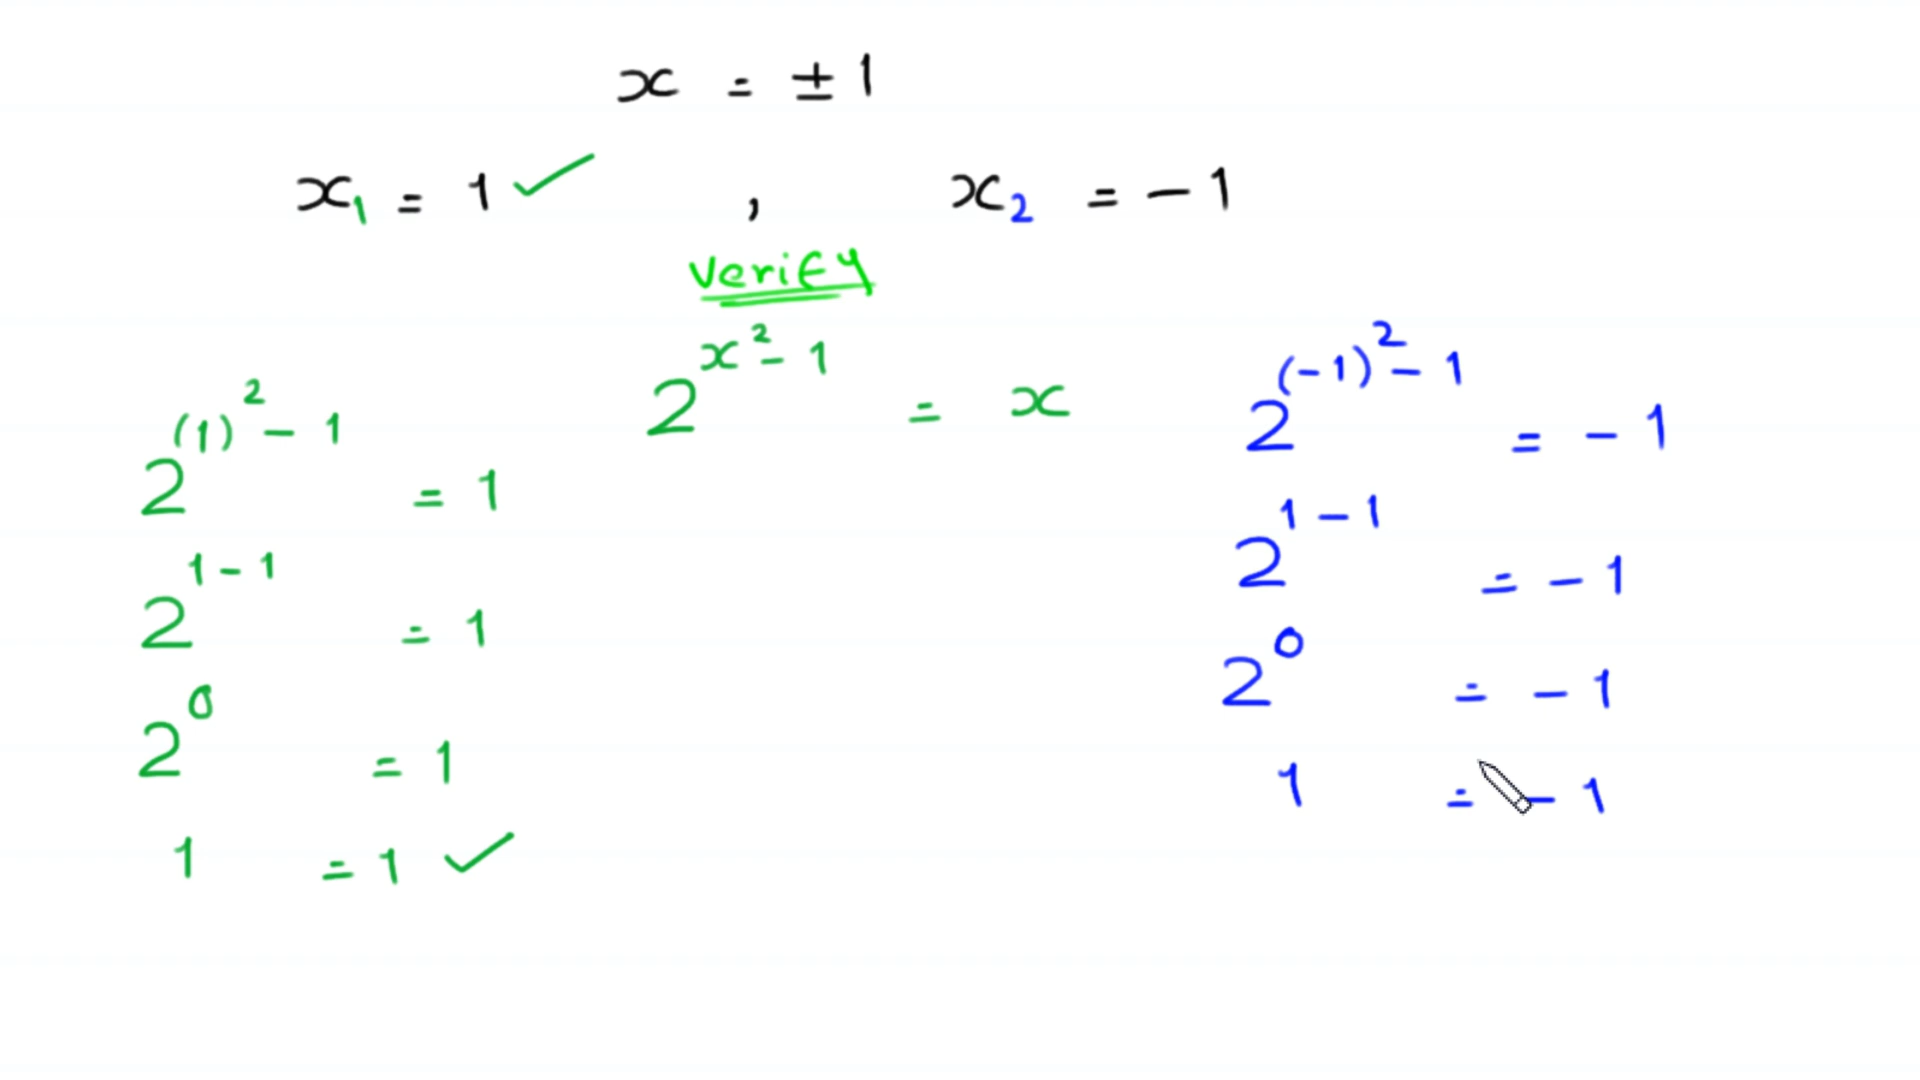 x = ± 1
x₁ = 1 ✓ , x₂ = - 1
Verify
2^(x² - 1) = x
2^((1)² - 1) = 1
2^(1 - 1) = 1
2^0 = 1
1 = 1 ✓
2^((-1)² - 1) = - 1
2^(1 - 1) = - 1
2^0 = - 1
1 = - 1